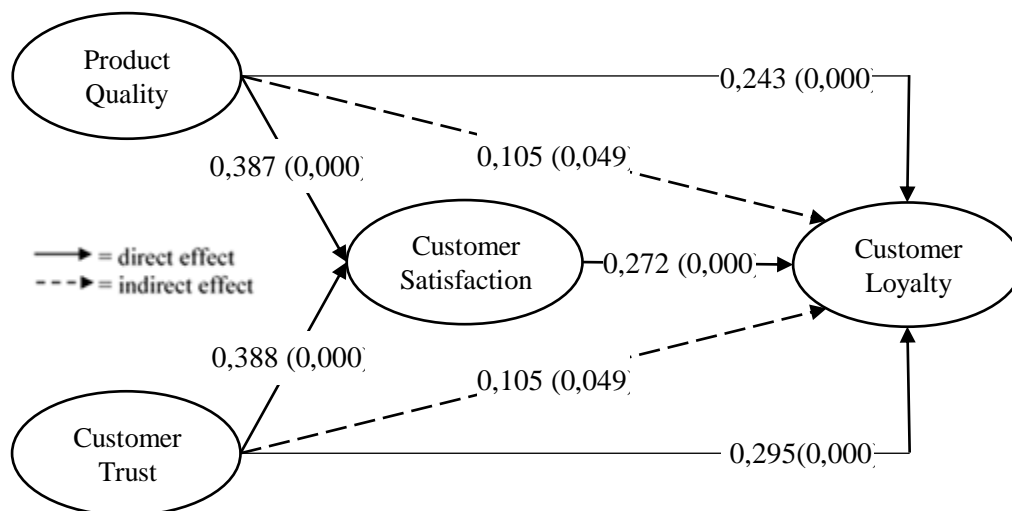 Product
Quality
0,243 (0,000)
0,387 (0,000)
0,105 (0,049)
= direct effect
= indirect effect
Customer
Satisfaction
0,272 (0,000)
Customer
Loyalty
0,388 (0,000)
0,105 (0,049)
Customer
Trust
0,295(0,000)